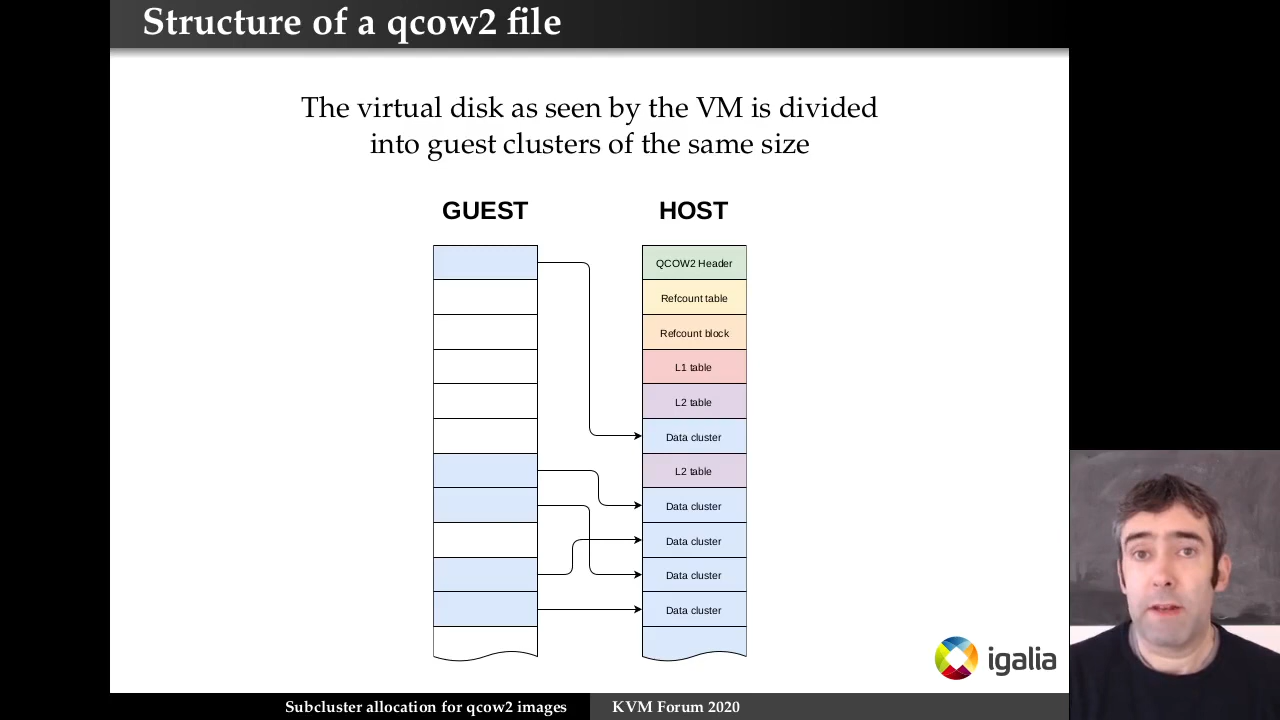 Structure of a qcow2 file
The virtual disk as seen by the VM is divided
into guest clusters of the same size
GUEST
HOST
QCOW2 Header
Refcount table
Refcount block
L1 table
L2 table
Data cluster
L2 table
Data cluster
Data cluster
Data cluster
Data cluster
igalia
Subcluster allocation for qcow2 images
KVM Forum 2020